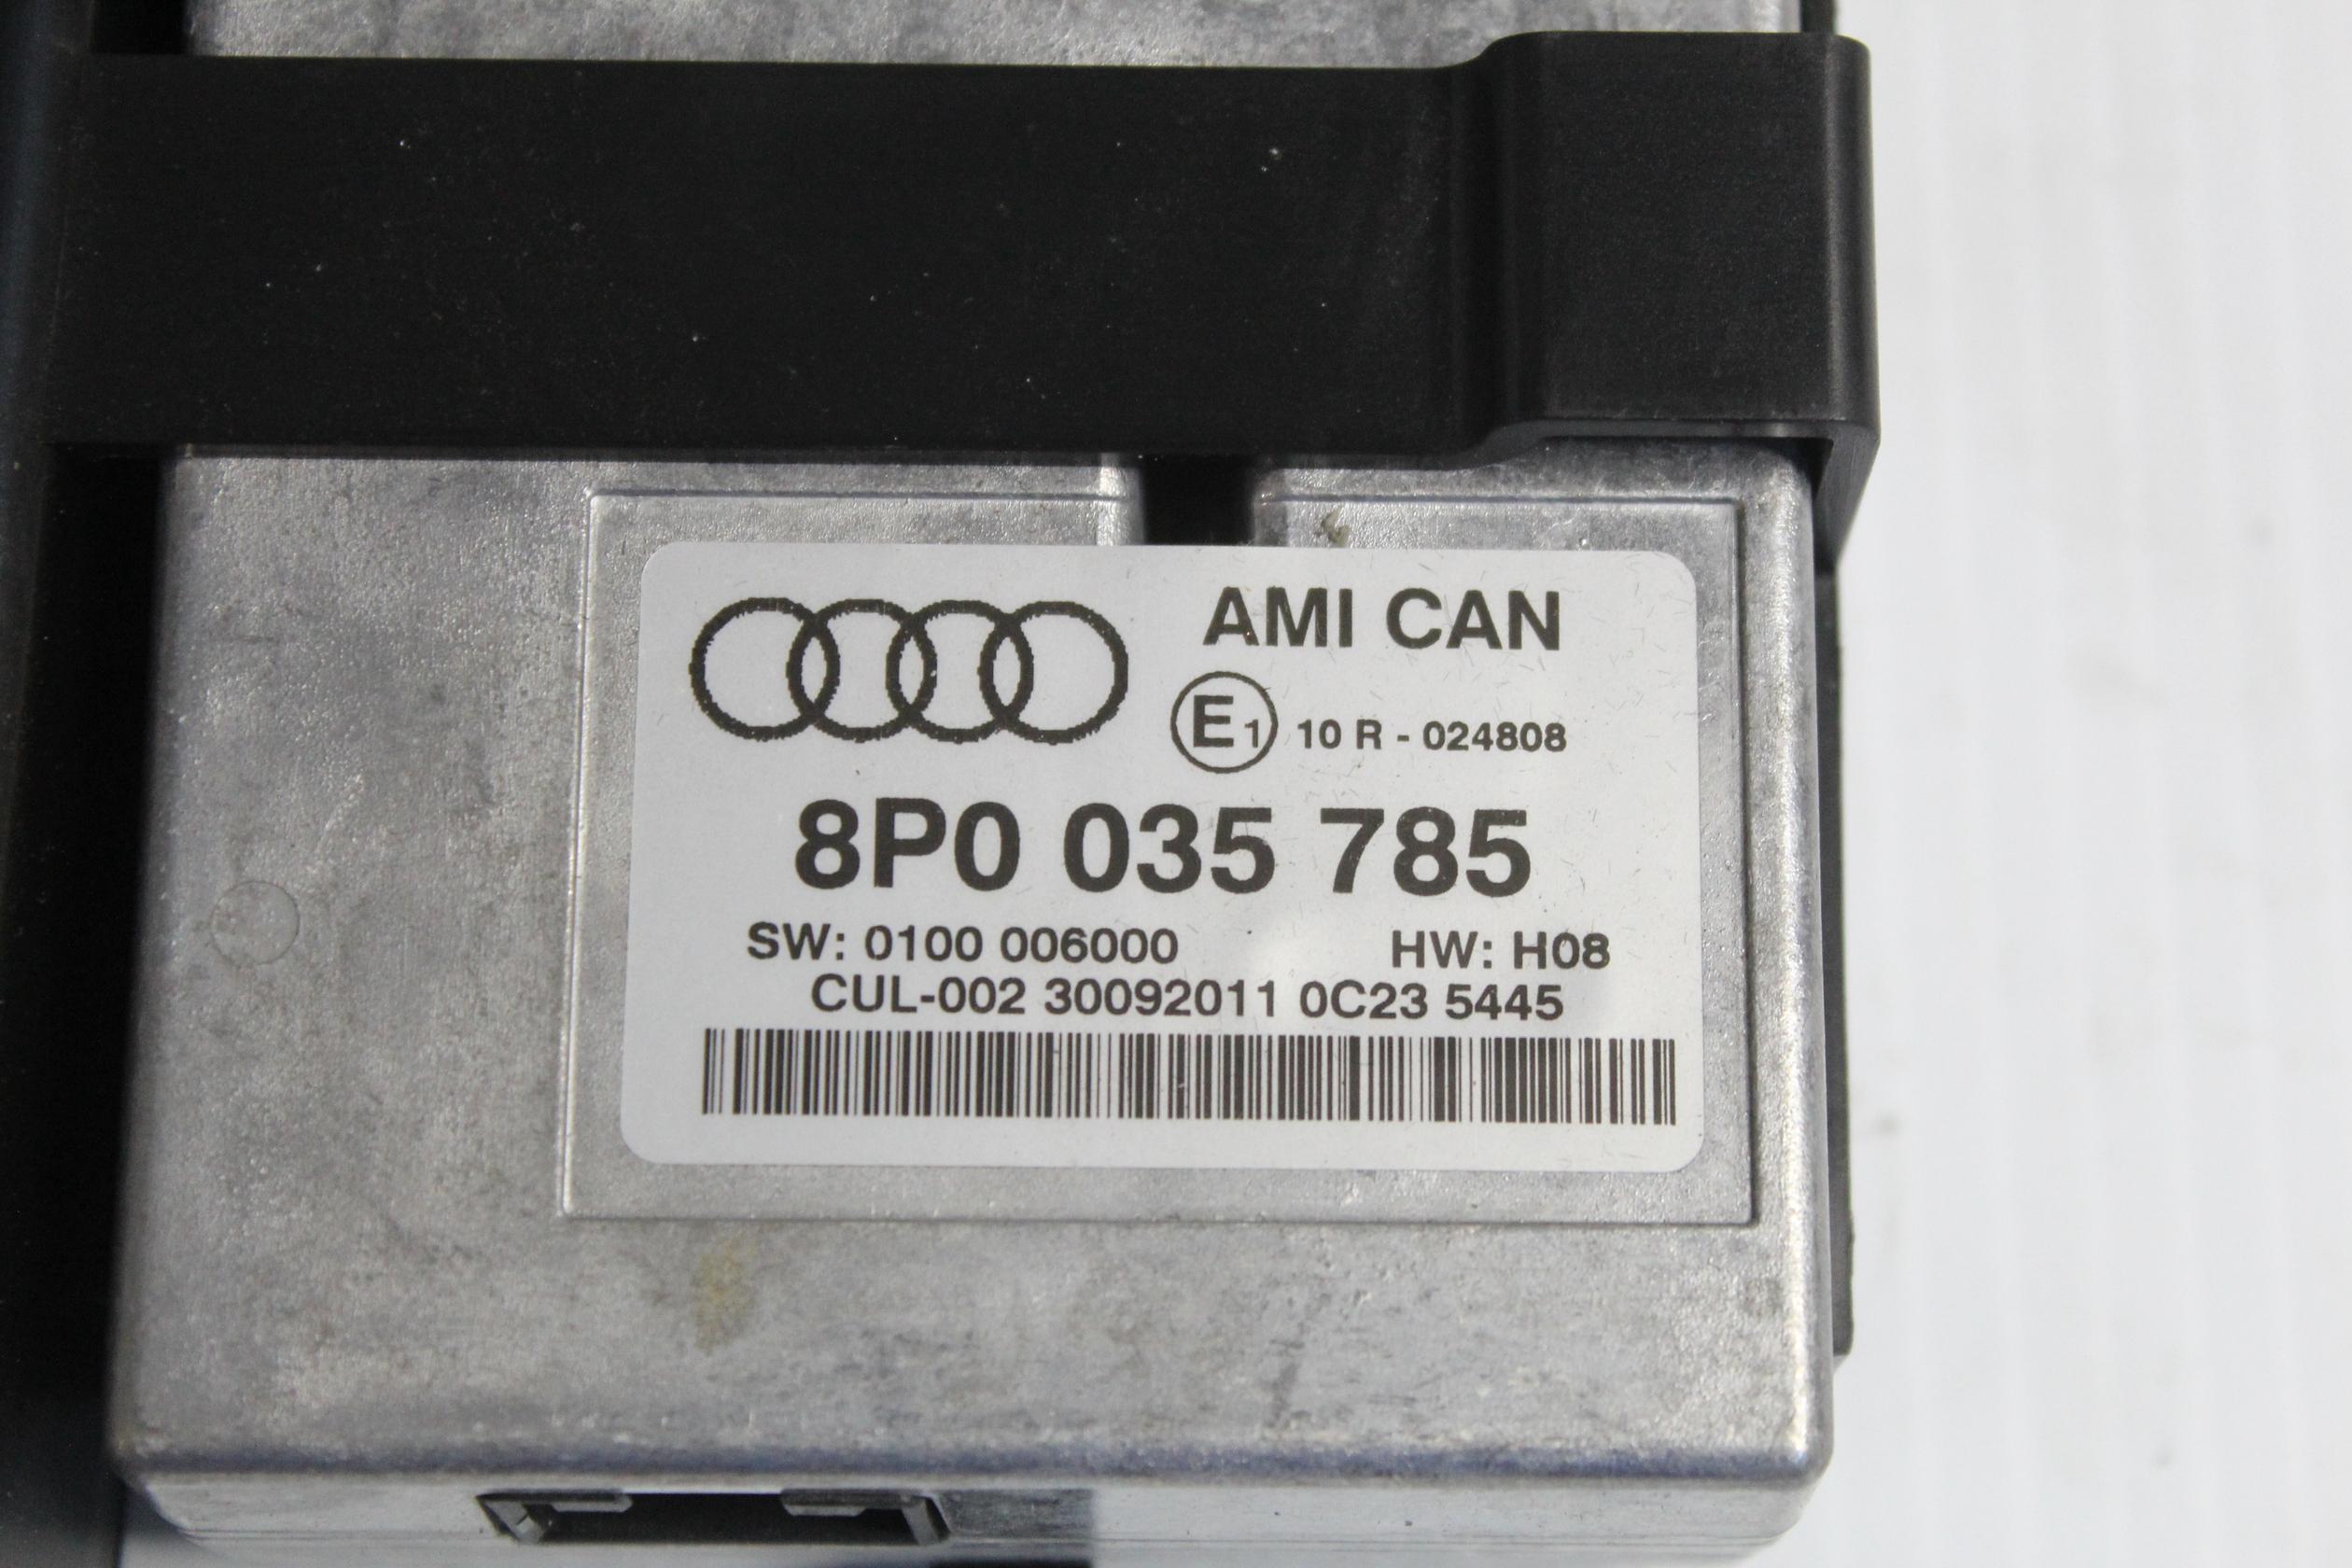 AMI CAN
E1 10 R - 024808
8P0 035 785
SW: 0100 006000 HW: H08
CUL-002 30092011 0C23 5445